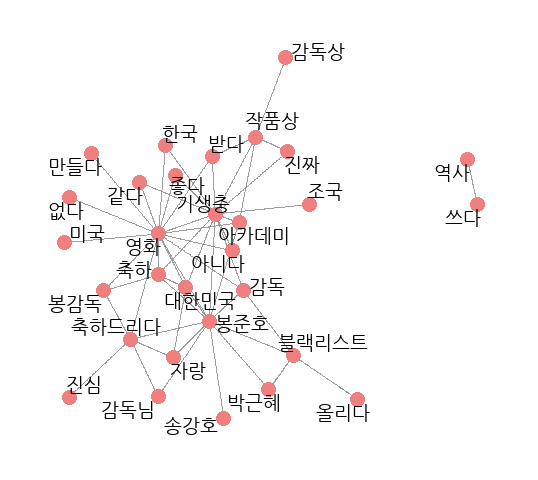 감독상
작품상
한국
받다
진짜
만들다
좋다
역사
같다
기생충
조국
없다
쓰다
미국
영화
아카데미
아니다
축하
감독
봉감독
대한민국
축하드리다
봉준호
블랙리스트
자랑
진심
감독님
박근혜
올리다
송강호